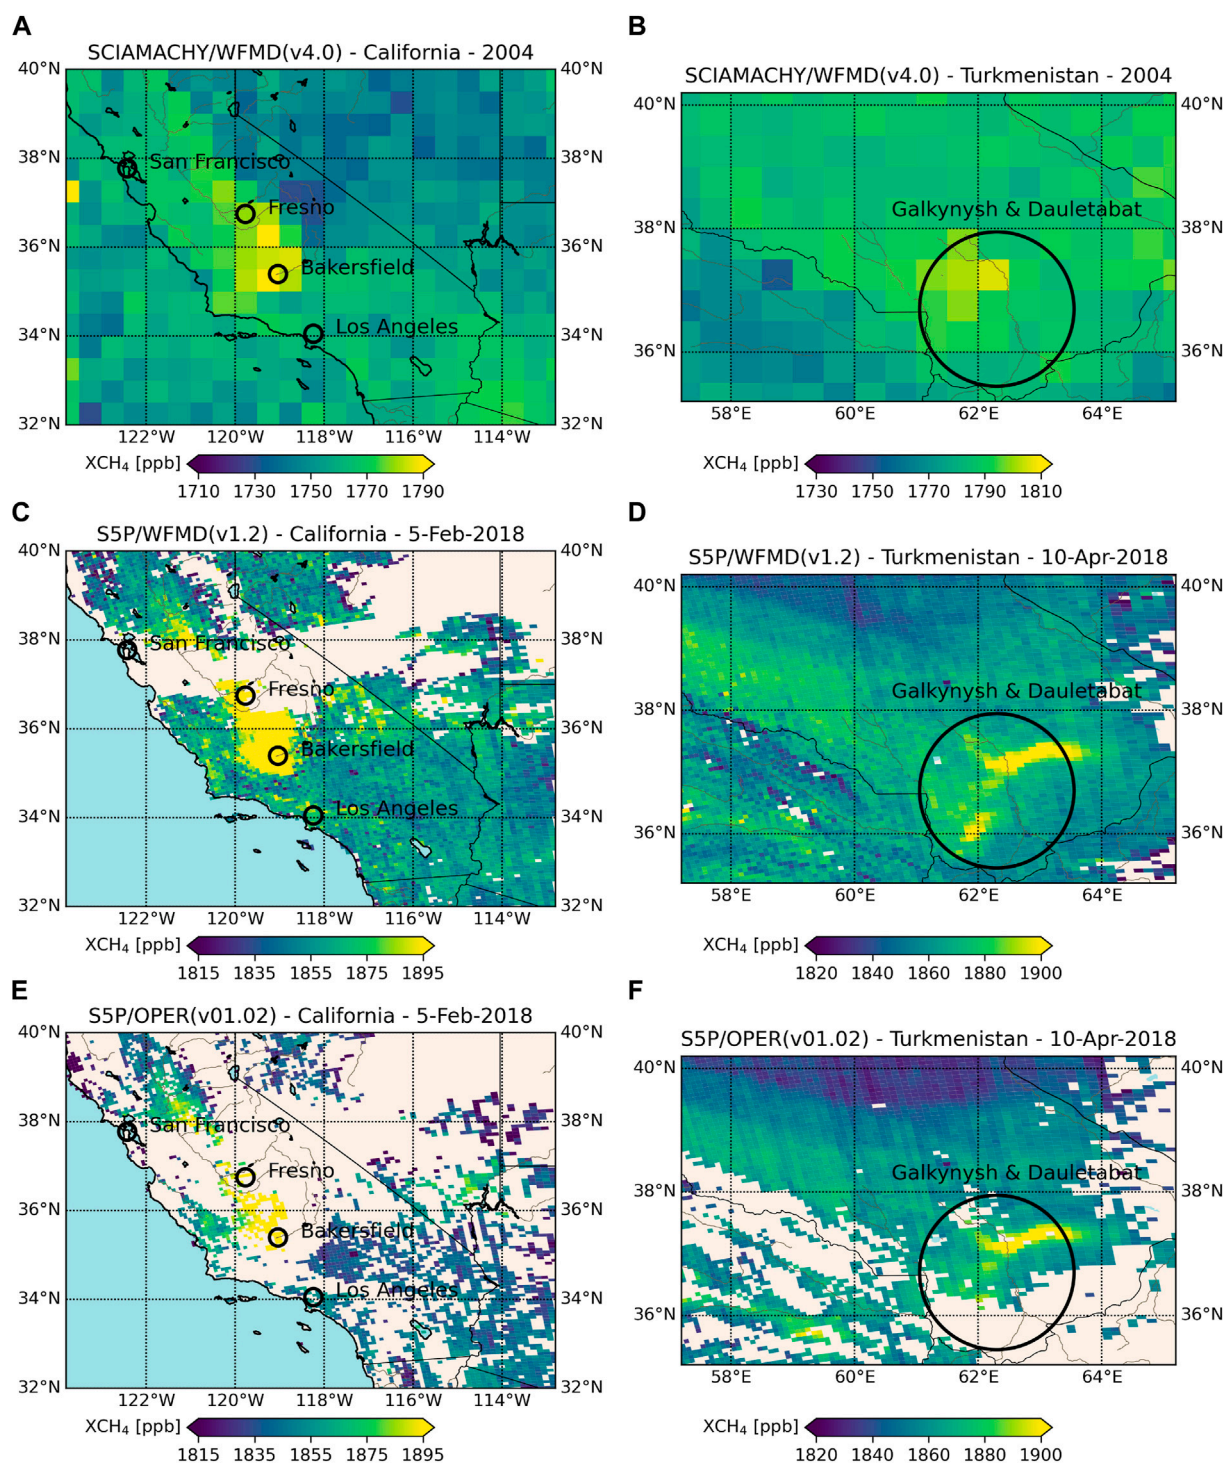 A
SCIAMACHY/WFMD(v4.0) - California - 2004
40°N 40°N
38°N 38°N
36°N 36°N
34°N 34°N
32°N 32°N
San Francisco
Fresno
Bakersfield
Los Angeles
122°W 120°W 118°W 116°W 114°W
XCH₄ [ppb]
1710 1730 1750 1770 1790
B
SCIAMACHY/WFMD(v4.0) - Turkmenistan - 2004
40°N
38°N
36°N
Galkynysh & Dauletabat
58°E 60°E 62°E 64°E
XCH₄ [ppb]
1730 1750 1770 1790 1810
C
S5P/WFMD(v1.2) - California - 5-Feb-2018
40°N 40°N
38°N 38°N
36°N 36°N
34°N 34°N
32°N 32°N
San Francisco
Fresno
Bakersfield
Los Angeles
122°W 120°W 118°W 116°W 114°W
XCH₄ [ppb]
1815 1835 1855 1875 1895
D
S5P/WFMD(v1.2) - Turkmenistan - 10-Apr-2018
40°N 40°N
38°N 38°N
36°N 36°N
Galkynysh & Dauletabat
58°E 60°E 62°E 64°E
XCH₄ [ppb]
1820 1840 1860 1880 1900
E
S5P/OPER(v01.02) - California - 5-Feb-2018
40°N 40°N
38°N 38°N
36°N 36°N
34°N 34°N
32°N 32°N
San Francisco
Fresno
Bakersfield
Los Angeles
122°W 120°W 118°W 116°W 114°W
XCH₄ [ppb]
1815 1835 1855 1875 1895
F
S5P/OPER(v01.02) - Turkmenistan - 10-Apr-2018
40°N 40°N
38°N 38°N
36°N 36°N
Galkynysh & Dauletabat
58°E 60°E 62°E 64°E
XCH₄ [ppb]
1820 1840 1860 1880 1900